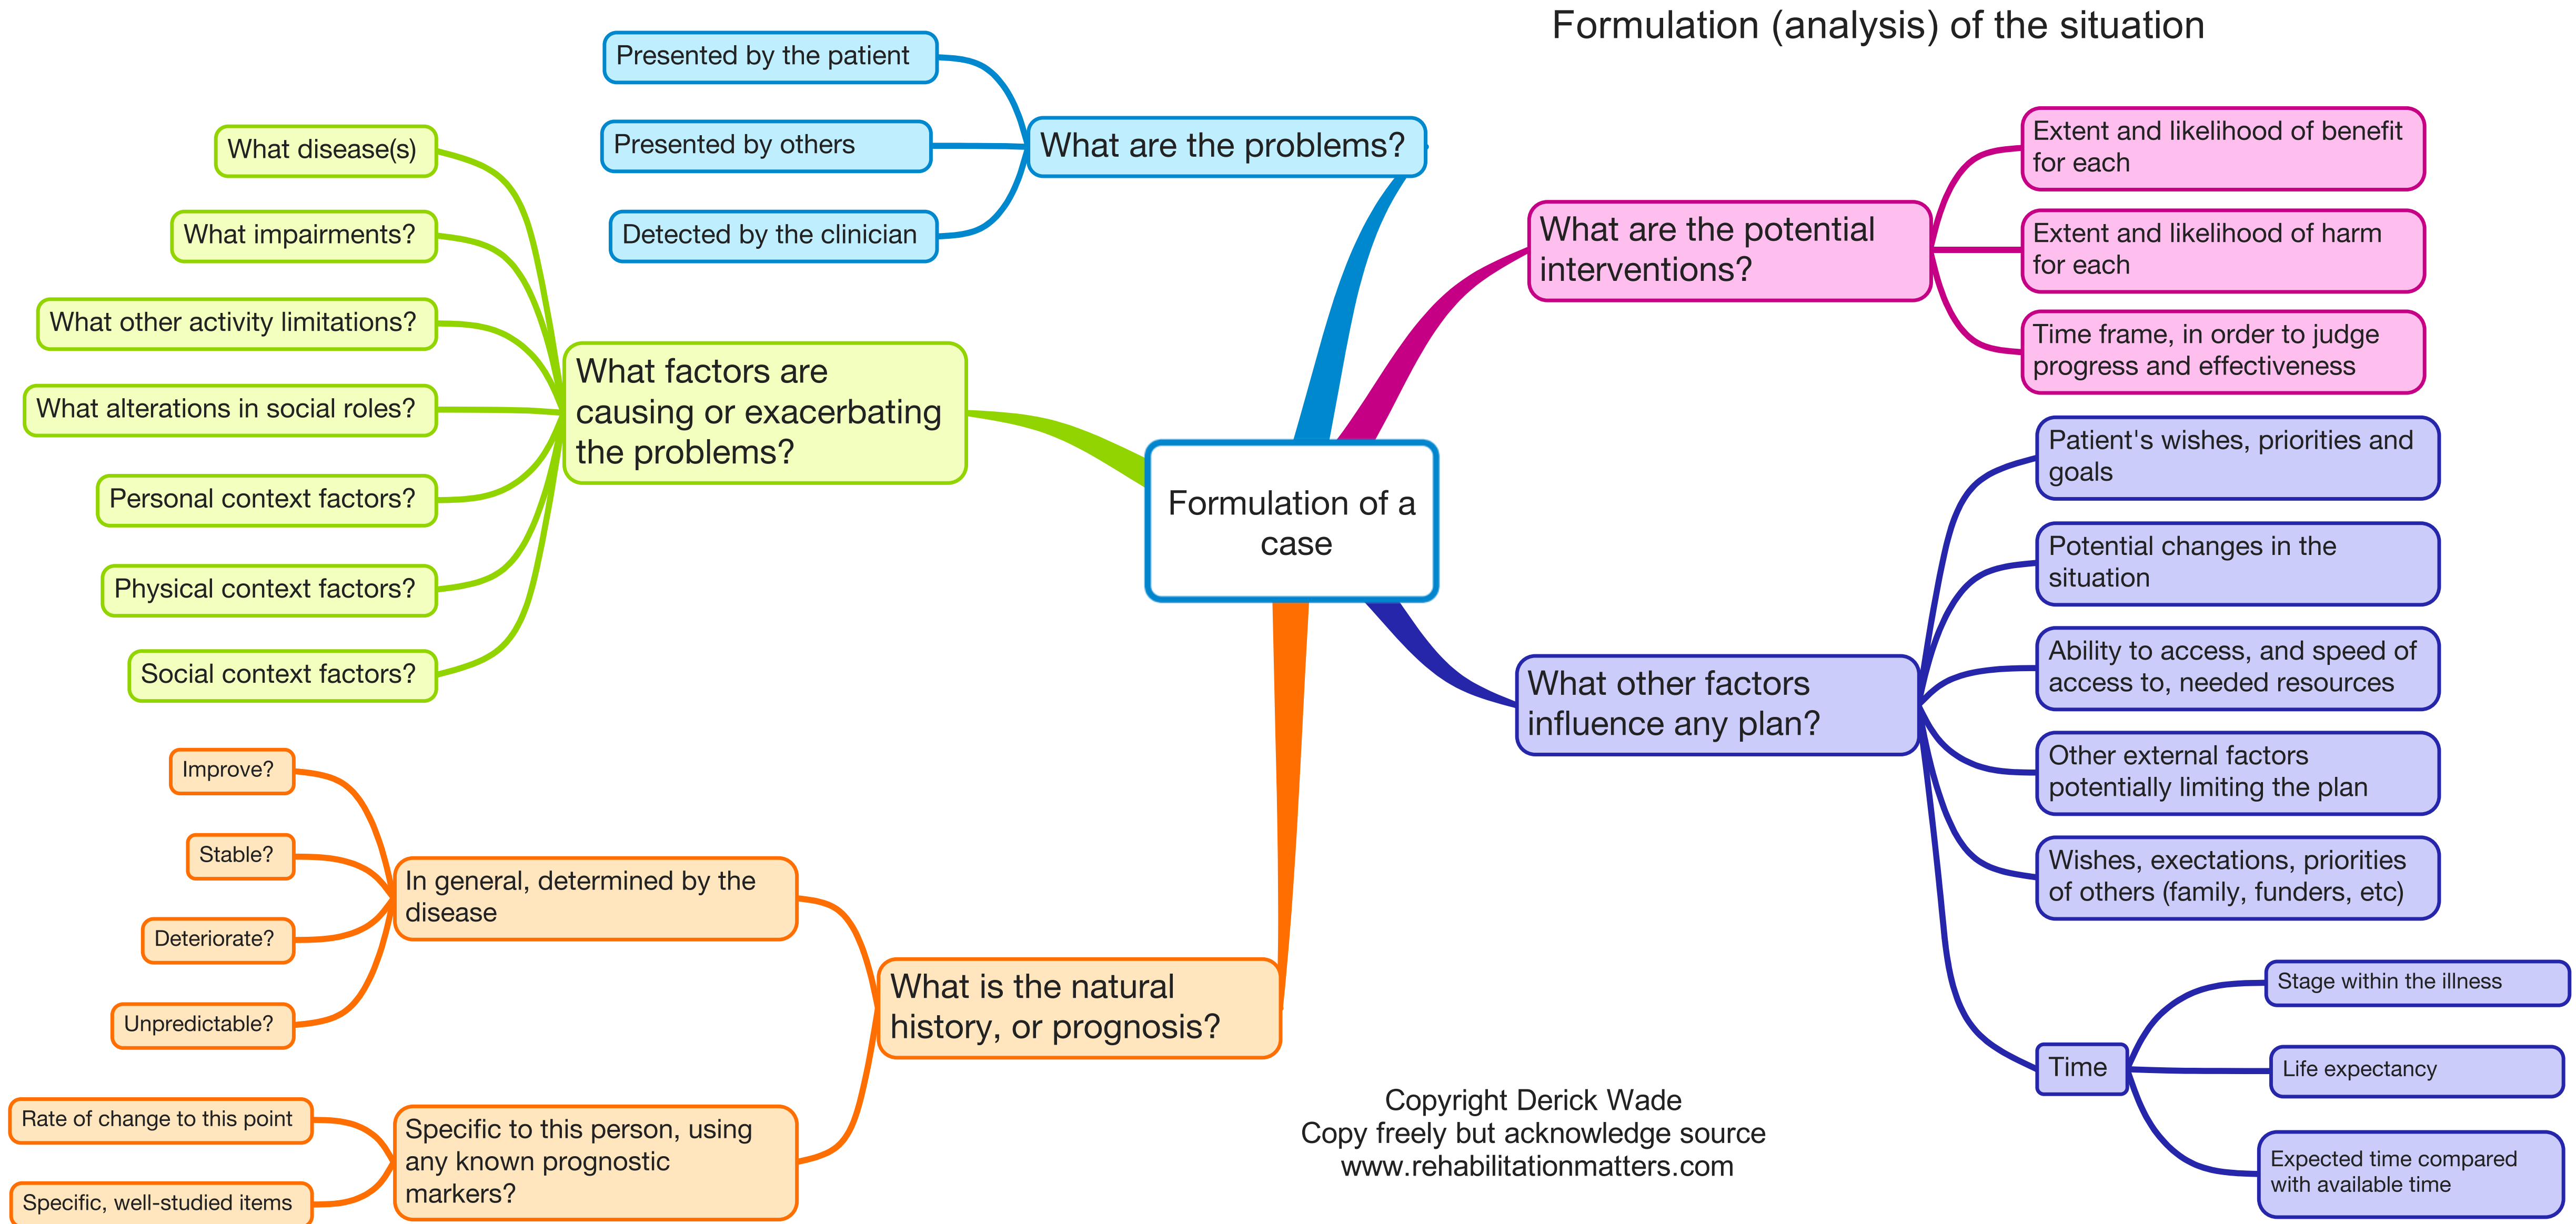 Formulation (analysis) of the situation
Presented by the patient
Presented by others
Detected by the clinician
What are the problems?
What disease(s)
What impairments?
What other activity limitations?
What alterations in social roles?
Personal context factors?
Physical context factors?
Social context factors?
What factors are
causing or exacerbating
the problems?
Formulation of a
case
What are the potential
interventions?
Extent and likelihood of benefit
for each
Extent and likelihood of harm
for each
Time frame, in order to judge
progress and effectiveness
What other factors
influence any plan?
Patient's wishes, priorities and
goals
Potential changes in the
situation
Ability to access, and speed of
access to, needed resources
Other external factors
potentially limiting the plan
Wishes, exectations, priorities
of others (family, funders, etc)
Time
Stage within the illness
Life expectancy
Expected time compared
with available time
Improve?
Stable?
Deteriorate?
Unpredictable?
In general, determined by the
disease
What is the natural
history, or prognosis?
Rate of change to this point
Specific, well-studied items
Specific to this person, using
any known prognostic
markers?
Copyright Derick Wade
Copy freely but acknowledge source
www.rehabilitationmatters.com